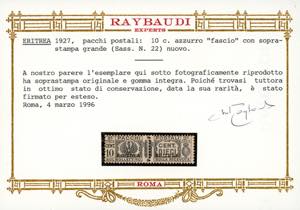 RAYBAUDI
EXPERTS
ERITREA 1927, pacchi postali: 10 c. azzurro "fascio" con sopra-
stampa grande (Sass. N. 22) nuovo.
A nostro parere l'esemplare qui sotto fotograficamente riprodotto
ha soprastampa originale e gomma integra. Poiché trovasi tuttora
in ottimo stato di conservazione, data la sua rarità, è stato
firmato per esteso.
Roma, 4 marzo 1996
ROMA